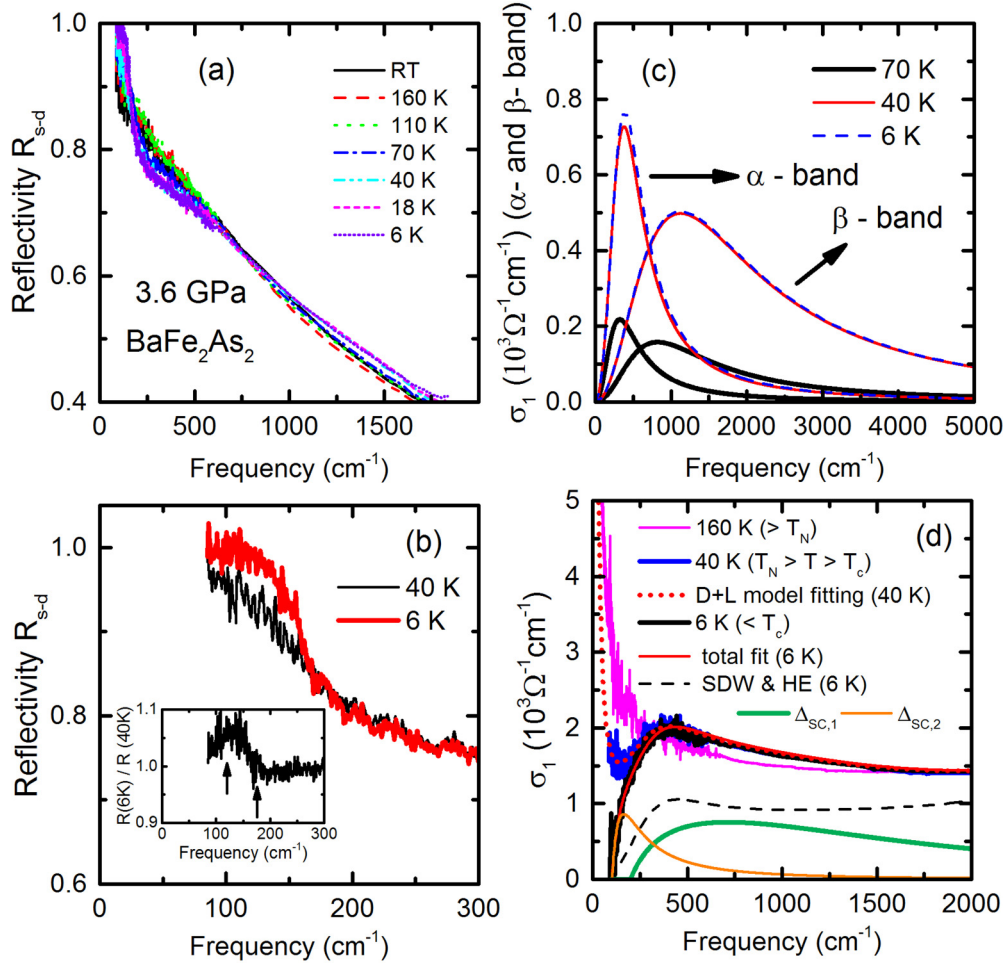 (a)
Reflectivity R_{s-d}
1.0
0.8
0.6
0.4
RT
160 K
110 K
70 K
40 K
18 K
6 K
3.6 GPa
BaFe₂As₂
0 500 1000 1500
Frequency (cm⁻¹)
(c)
σ₁ (10³Ω⁻¹cm⁻¹) (α- and β- band)
1.0
0.8
0.6
0.4
0.2
0.0
70 K
40 K
6 K
α - band
β - band
0 1000 2000 3000 4000 5000
Frequency (cm⁻¹)
(b)
Reflectivity R_{s-d}
1.0
0.8
0.6
40 K
6 K
R(6K) / R (40K)
1.1
1.0
0.9
0 100 200 300
Frequency (cm⁻¹)
0 100 200 300
Frequency (cm⁻¹)
(d)
σ₁ (10³Ω⁻¹cm⁻¹)
5
4
3
2
1
0
160 K (> T_N)
40 K (T_N > T > T_c)
D+L model fitting (40 K)
6 K (< T_c)
total fit (6 K)
SDW & HE (6 K)
Δ_{SC,1} Δ_{SC,2}
0 500 1000 1500 2000
Frequency (cm⁻¹)